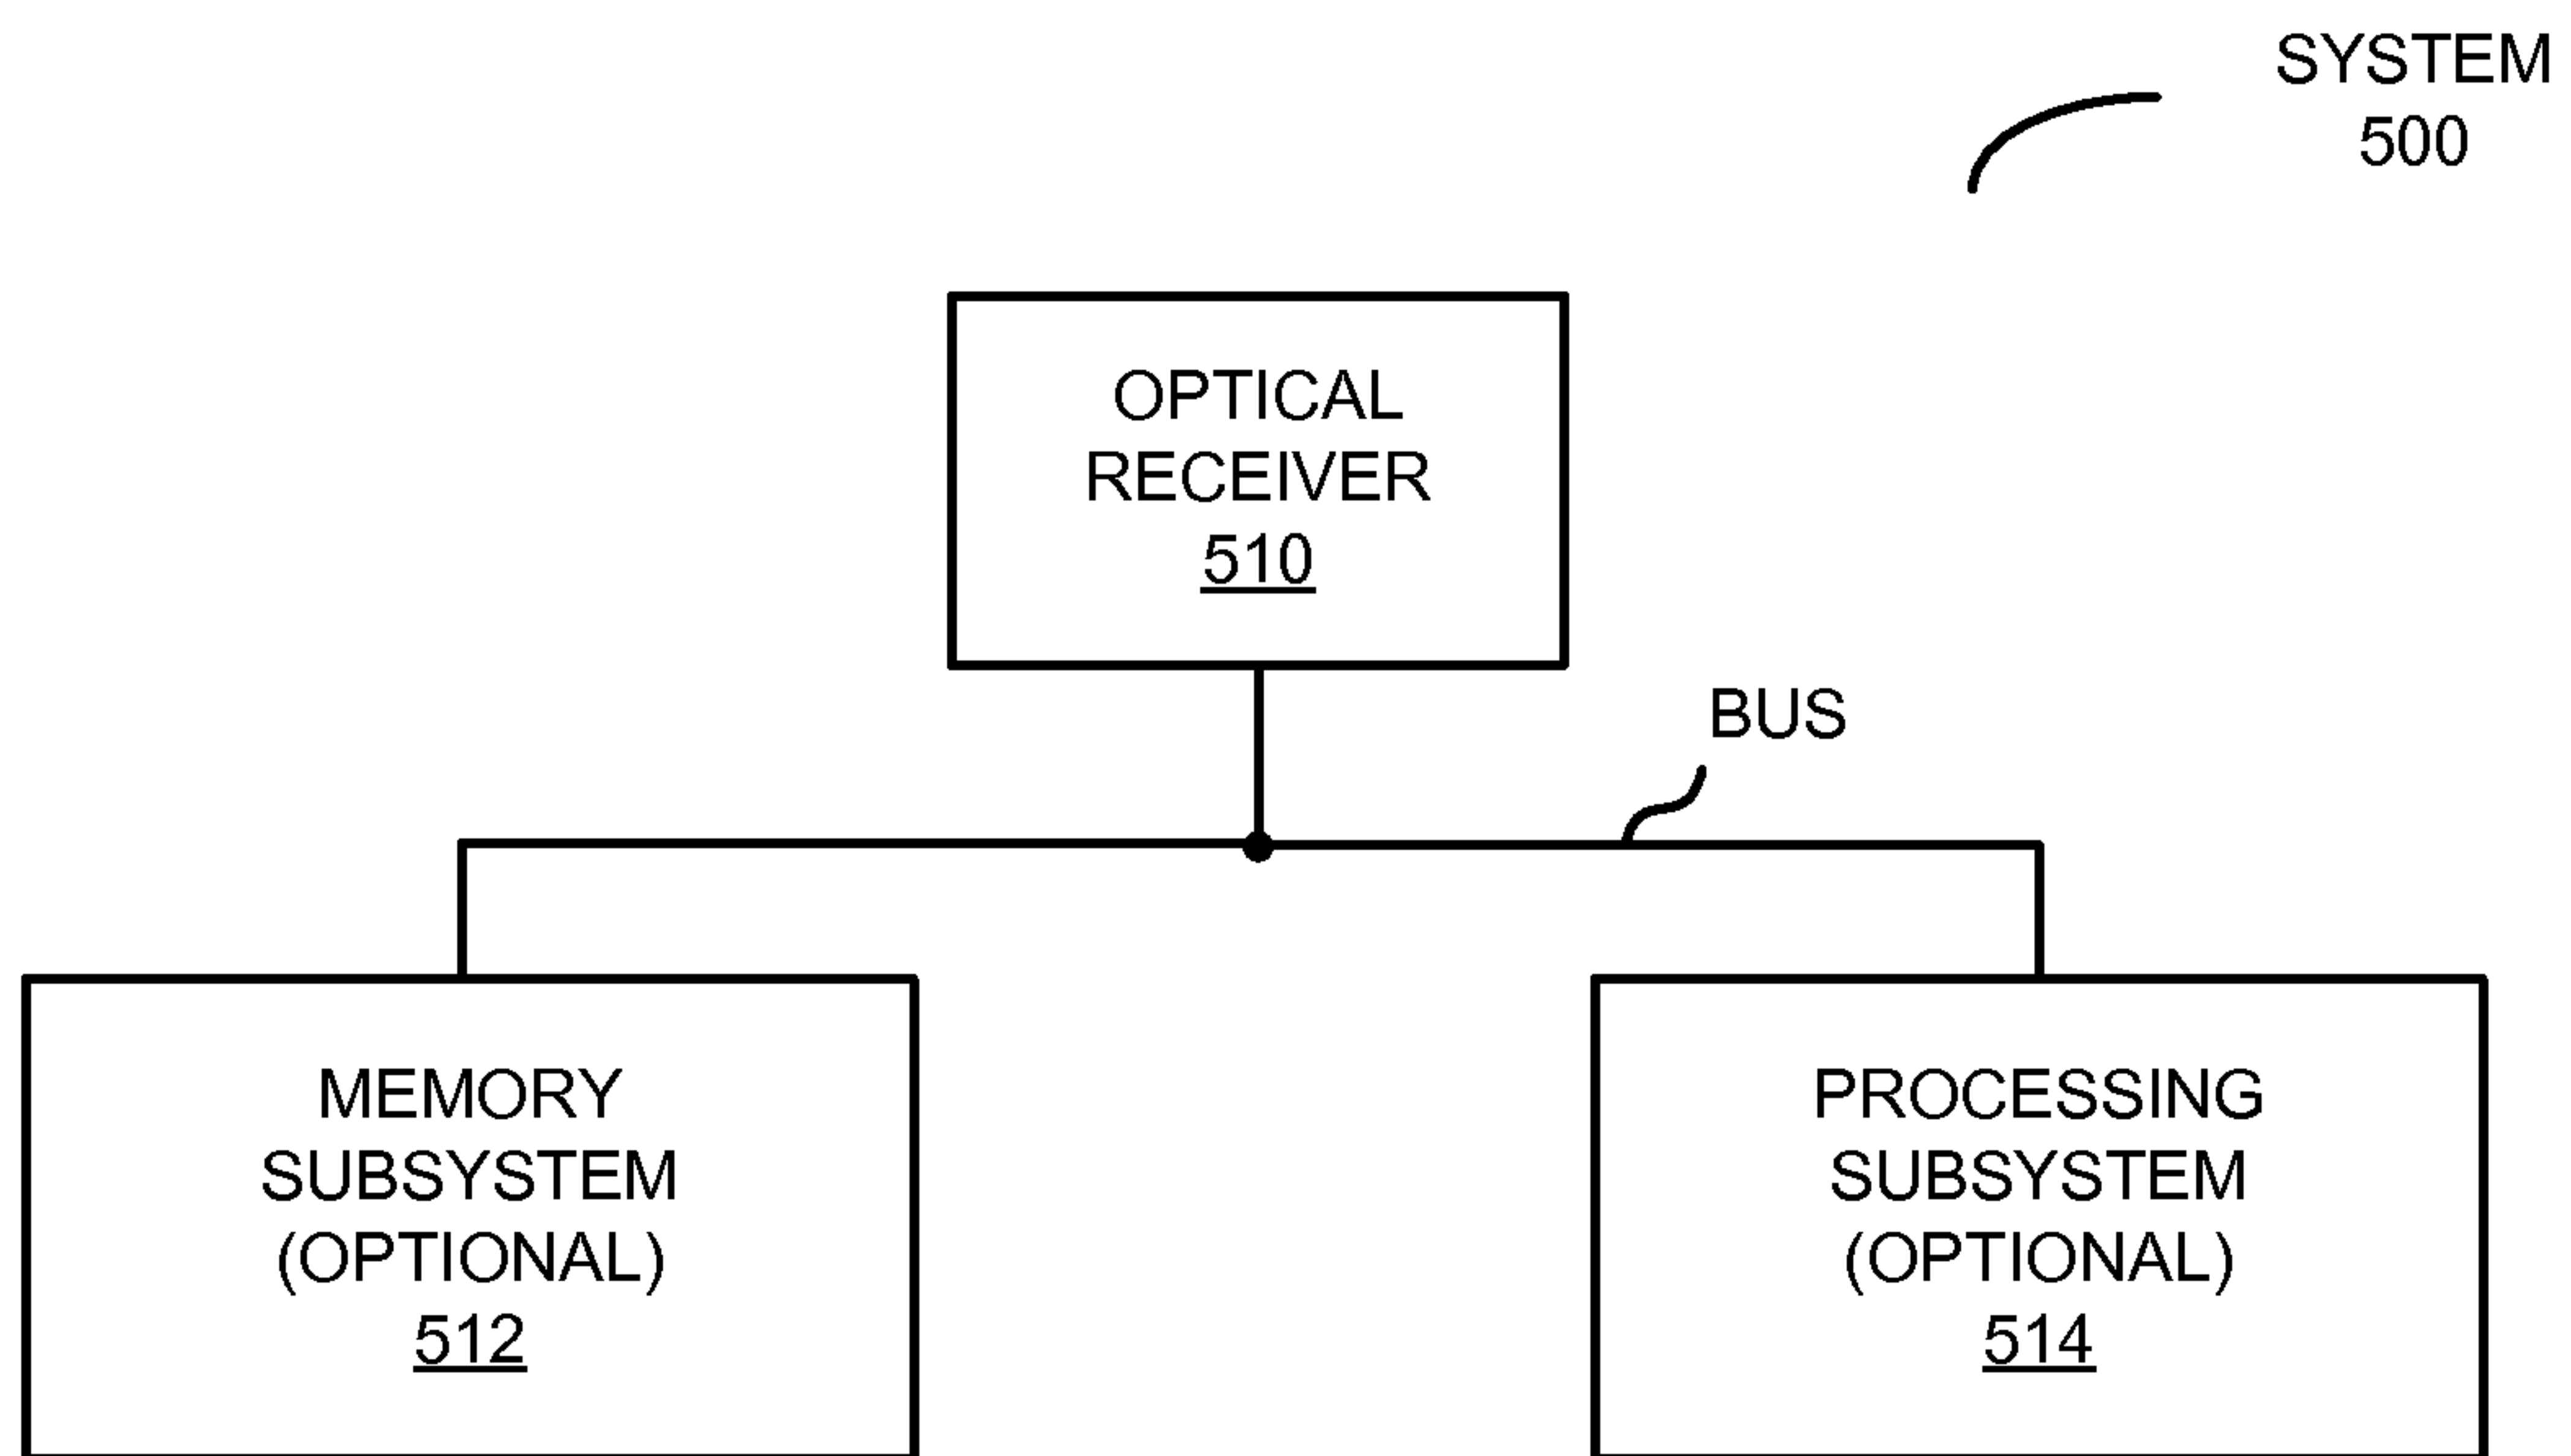 SYSTEM
500
OPTICAL
RECEIVER
510
BUS
MEMORY
SUBSYSTEM
(OPTIONAL)
512
PROCESSING
SUBSYSTEM
(OPTIONAL)
514